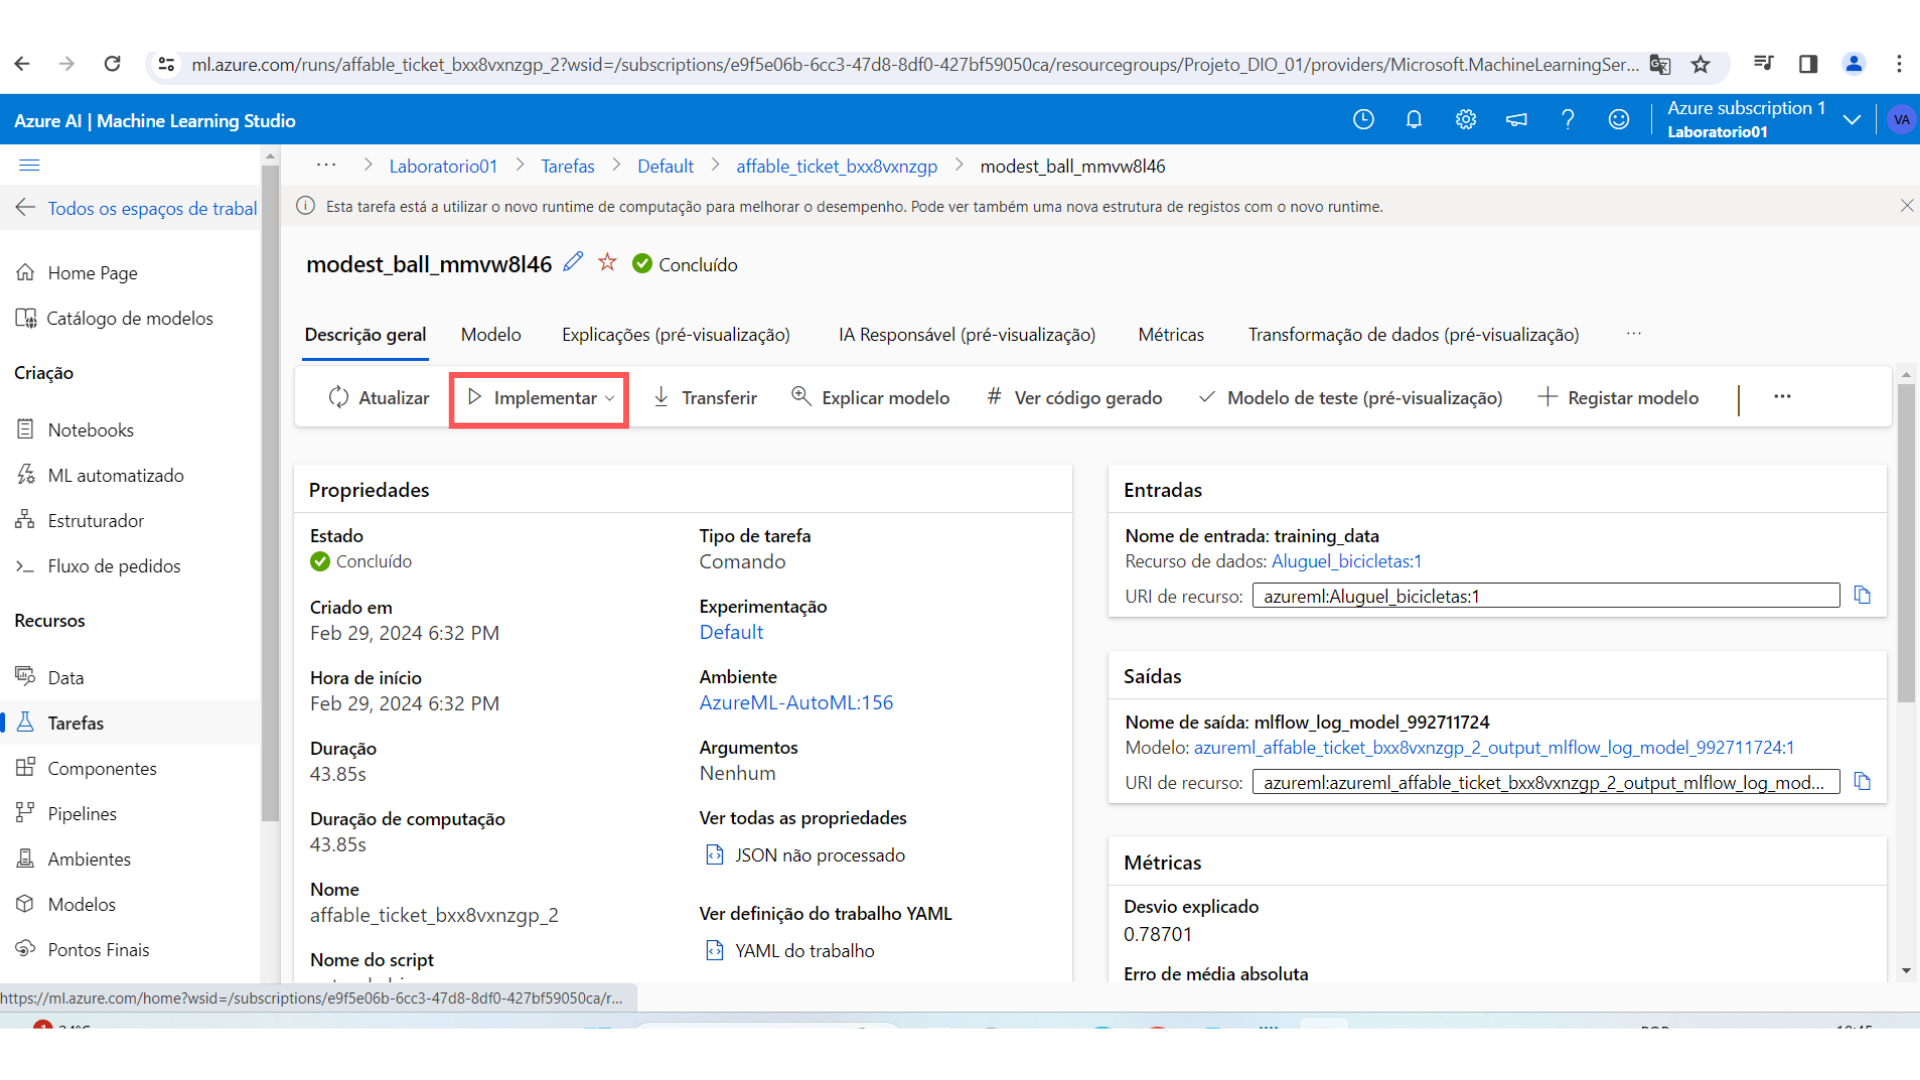 ml.azure.com/runs/affable_ticket_bxx8vxnzgp_2?wsid=/subscriptions/e9f5e06b-6cc3-47d8-8df0-427bf59050ca/resourcegroups/Projeto_DIO_01/providers/Microsoft.MachineLearningSer...
Azure AI | Machine Learning Studio
Azure subscription 1
Laboratorio01
VA
... > Laboratorio01 > Tarefas > Default > affable_ticket_bxx8vxnzgp > modest_ball_mmvw8l46
Todos os espaços de trabal
Esta tarefa está a utilizar o novo runtime de computação para melhorar o desempenho. Pode ver também uma nova estrutura de registos com o novo runtime.
Home Page
Catálogo de modelos
Criação
Notebooks
ML automatizado
Estruturador
Fluxo de pedidos
Recursos
Data
Tarefas
Componentes
Pipelines
Ambientes
Modelos
Pontos Finais
modest_ball_mmvw8l46
Concluído
Descrição geral
Modelo
Explicações (pré-visualização)
IA Responsável (pré-visualização)
Métricas
Transformação de dados (pré-visualização)
...
Atualizar
Implementar
Transferir
Explicar modelo
# Ver código gerado
Modelo de teste (pré-visualização)
Registar modelo
...
Propriedades
Estado
Concluído
Criado em
Feb 29, 2024 6:32 PM
Hora de início
Feb 29, 2024 6:32 PM
Duração
43.85s
Duração de computação
43.85s
Nome
affable_ticket_bxx8vxnzgp_2
Nome do script
Tipo de tarefa
Comando
Experimentação
Default
Ambiente
AzureML-AutoML:156
Argumentos
Nenhum
Ver todas as propriedades
JSON não processado
Ver definição do trabalho YAML
YAML do trabalho
Entradas
Nome de entrada: training_data
Recurso de dados: Aluguel_bicicletas:1
URI de recurso: azureml:Aluguel_bicicletas:1
Saídas
Nome de saída: mlflow_log_model_992711724
Modelo: azureml_affable_ticket_bxx8vxnzgp_2_output_mlflow_log_model_992711724:1
URI de recurso: azureml:azureml_affable_ticket_bxx8vxnzgp_2_output_mlflow_log_mod...
Métricas
Desvio explicado
0.78701
Erro de média absoluta
https://ml.azure.com/home?wsid=/subscriptions/e9f5e06b-6cc3-47d8-8df0-427bf59050ca/r...